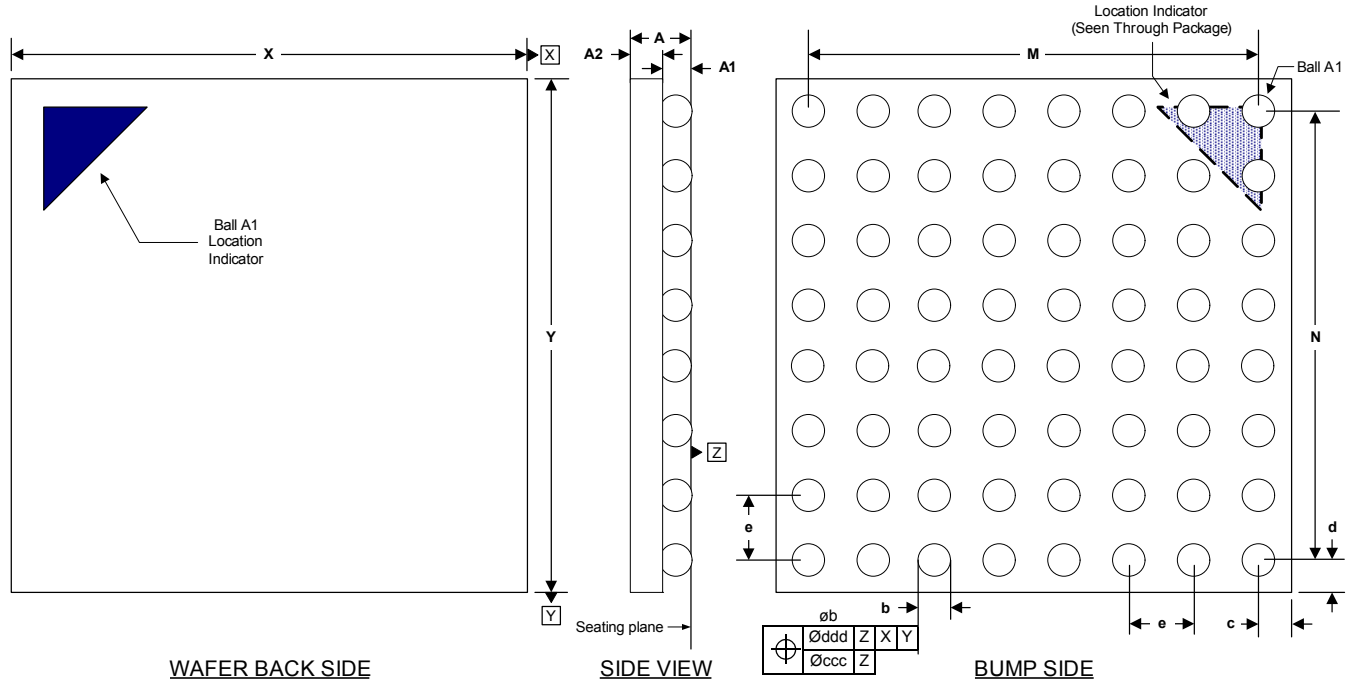 X
X
A
A2
A1
Location Indicator
(Seen Through Package)
M
Ball A1
Ball A1
Location
Indicator
Y
N
Z
e
d
b
e
c
Y
Seating plane
øb
Øddd Z X Y
Øccc Z
WAFER BACK SIDE
SIDE VIEW
BUMP SIDE